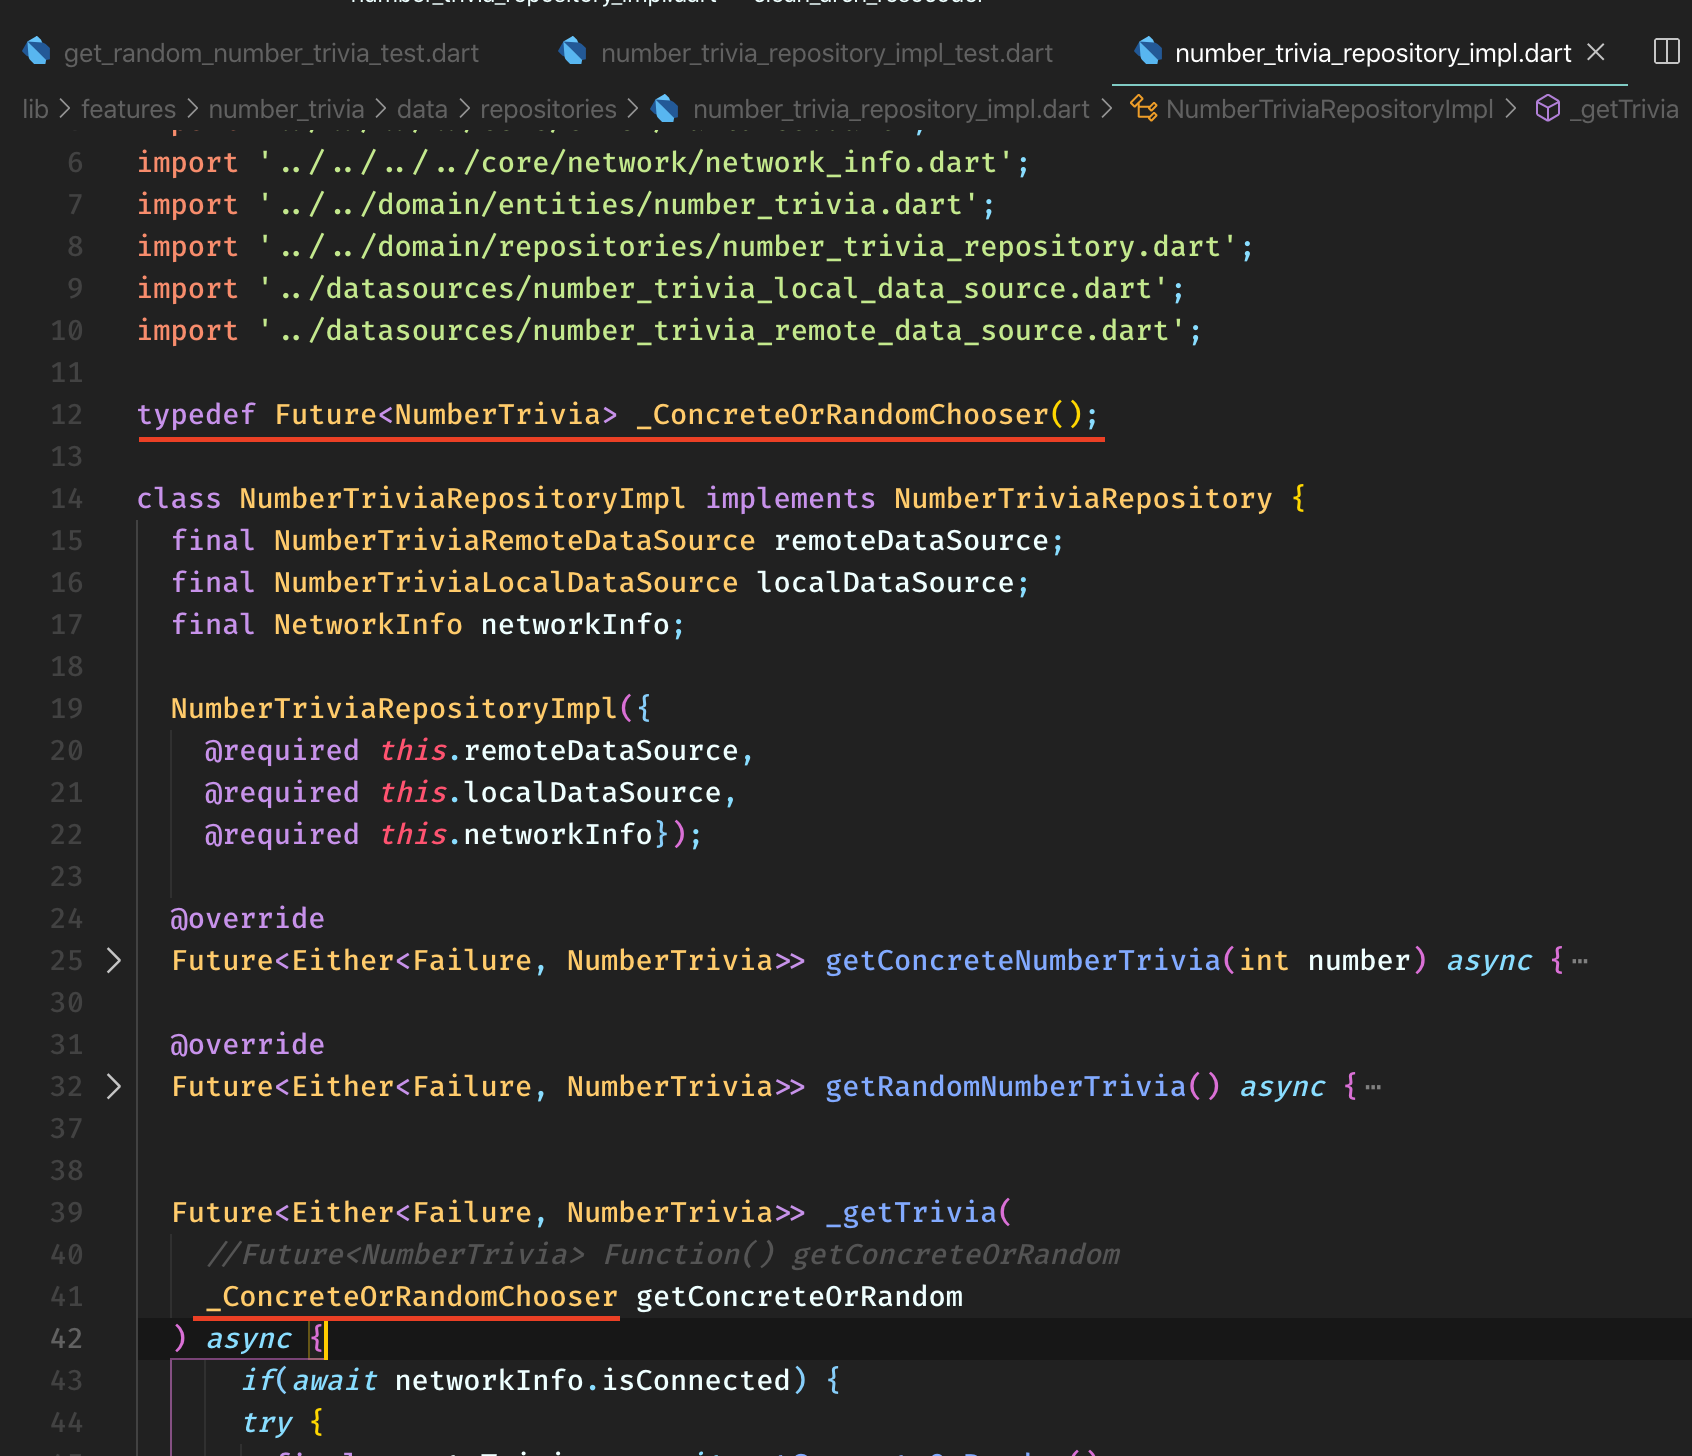 number_trivia_repository_impl.dart — clean_arch_resocoder
get_random_number_trivia_test.dart number_trivia_repository_impl_test.dart number_trivia_repository_impl.dart
lib > features > number_trivia > data > repositories > number_trivia_repository_impl.dart > NumberTriviaRepositoryImpl > _getTrivia
6 import '../../../../core/network/network_info.dart';
7 import '../../domain/entities/number_trivia.dart';
8 import '../../domain/repositories/number_trivia_repository.dart';
9 import '../datasources/number_trivia_local_data_source.dart';
10 import '../datasources/number_trivia_remote_data_source.dart';
11
12 typedef Future<NumberTrivia> _ConcreteOrRandomChooser();
13
14 class NumberTriviaRepositoryImpl implements NumberTriviaRepository {
15 final NumberTriviaRemoteDataSource remoteDataSource;
16 final NumberTriviaLocalDataSource localDataSource;
17 final NetworkInfo networkInfo;
18
19 NumberTriviaRepositoryImpl({
20 @required this.remoteDataSource,
21 @required this.localDataSource,
22 @required this.networkInfo});
23
24 @override
25 Future<Either<Failure, NumberTrivia>> getConcreteNumberTrivia(int number) async { …
30
31 @override
32 Future<Either<Failure, NumberTrivia>> getRandomNumberTrivia() async { …
37
38
39 Future<Either<Failure, NumberTrivia>> _getTrivia(
40 //Future<NumberTrivia> Function() getConcreteOrRandom
41 _ConcreteOrRandomChooser getConcreteOrRandom
42 ) async {
43 if(await networkInfo.isConnected) {
44 try {